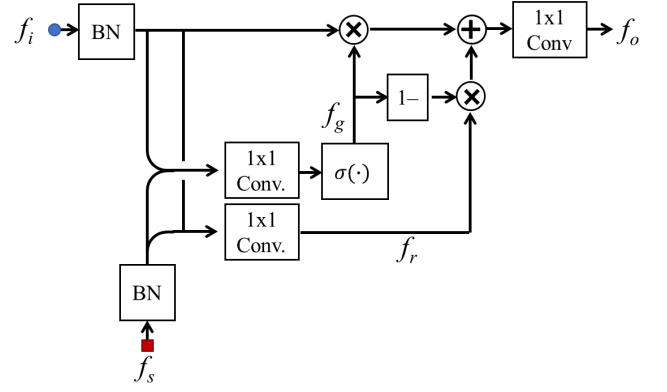 f_i
BN
×
+
1x1
Conv
f_o
1–
×
f_g
1x1
Conv.
σ(·)
1x1
Conv.
f_r
BN
f_s